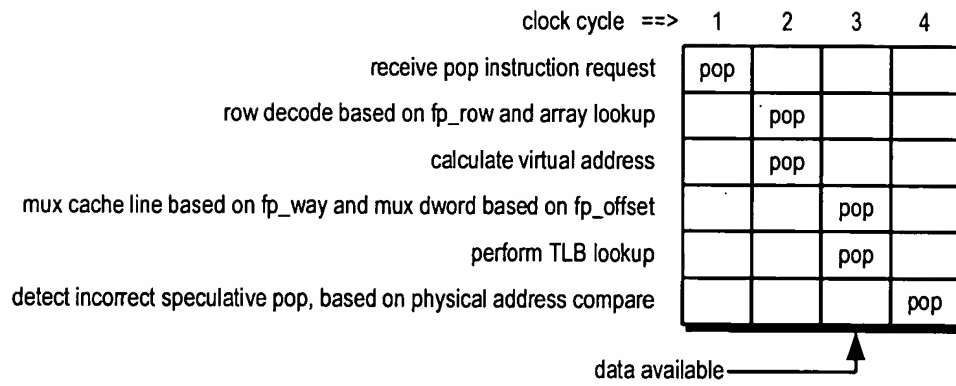 clock cycle ==> 1 2 3 4
receive pop instruction request pop
row decode based on fp_row and array lookup pop
calculate virtual address pop
mux cache line based on fp_way and mux dword based on fp_offset pop
perform TLB lookup pop
detect incorrect speculative pop, based on physical address compare pop
data available